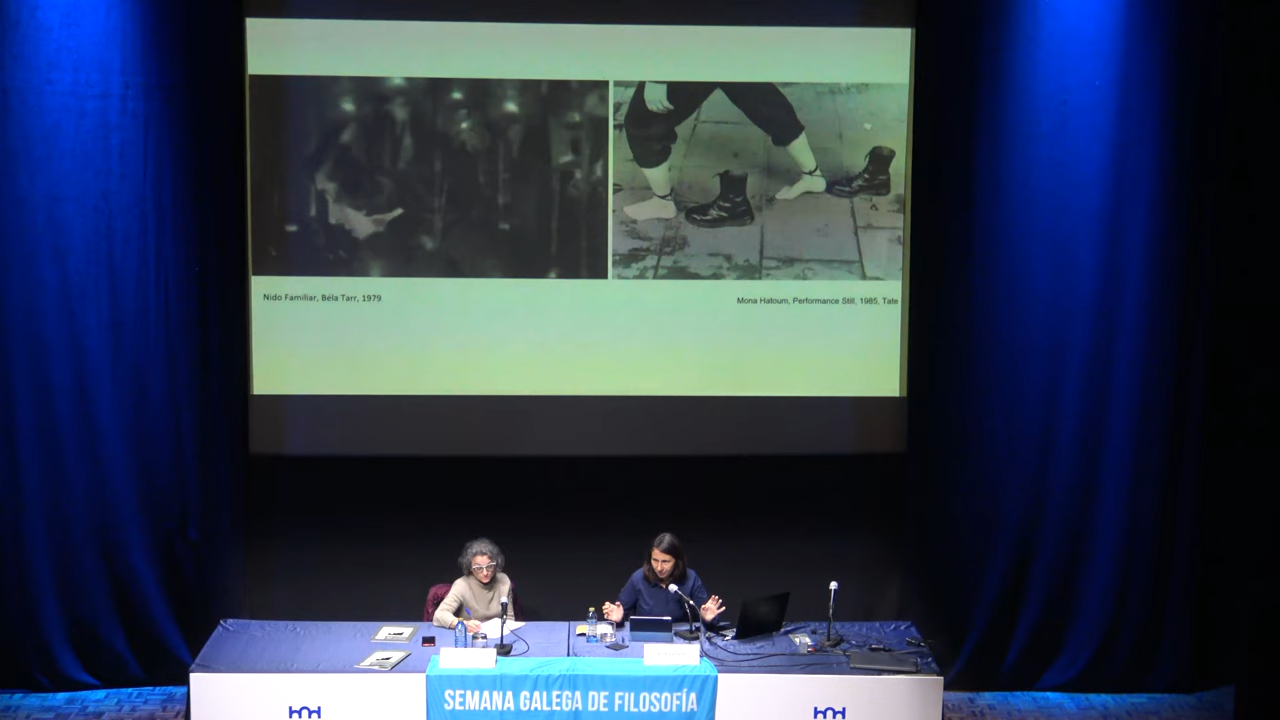 Nido Familiar, Béla Tarr, 1979
Mona Hatoum, Performance Still, 1985, Tate
SEMANA GALEGA DE FILOSOFÍA